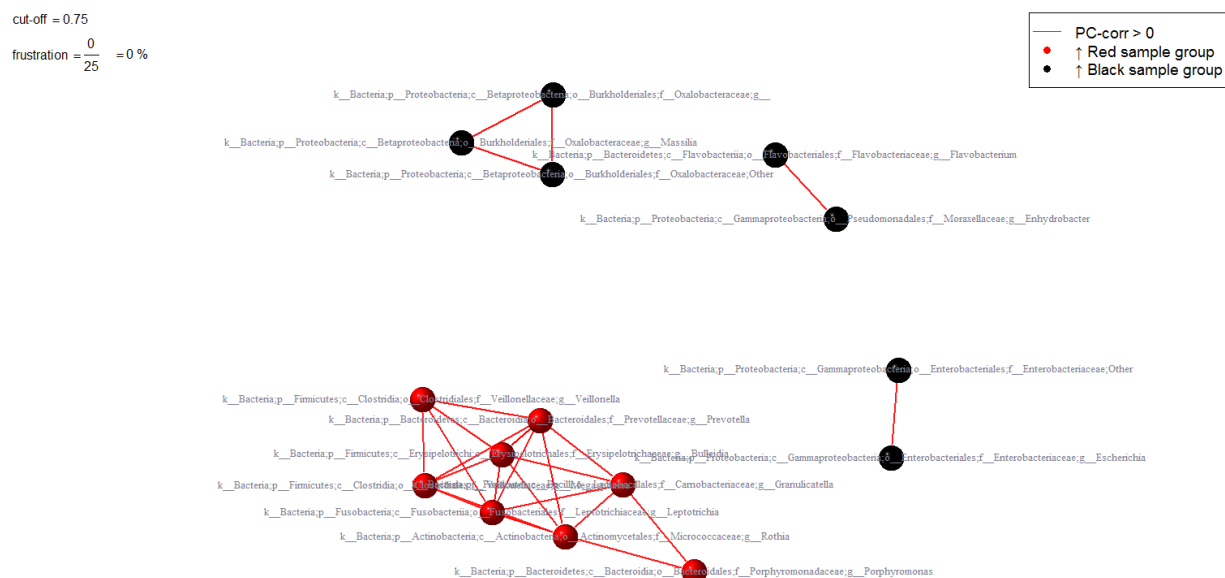 cut-off = 0.75
frustration = 0/25 = 0 %
PC-corr > 0
↑ Red sample group
↑ Black sample group
k__Bacteria;p__Proteobacteria;c__Betaproteobacteria;o__Burkholderiales;f__Oxalobacteraceae;g__
k__Bacteria;p__Proteobacteria;c__Betaproteobacteria;o__Burkholderiales;f__Oxalobacteraceae;g__Massilia
k__Bacteria;p__Bacteroidetes;c__Flavobacteriia;o__Flavobacteriales;f__Flavobacteriaceae;g__Flavobacterium
k__Bacteria;p__Proteobacteria;c__Betaproteobacteria;o__Burkholderiales;f__Oxalobacteraceae;Other
k__Bacteria;p__Proteobacteria;c__Gammaproteobacteria;o__Pseudomonadales;f__Moraxellaceae;g__Enhydrobacter
k__Bacteria;p__Proteobacteria;c__Gammaproteobacteria;o__Enterobacteriales;f__Enterobacteriaceae;Other
k__Bacteria;p__Firmicutes;c__Clostridia;o__Clostridiales;f__Veillonellaceae;g__Veillonella
k__Bacteria;p__Bacteroidetes;c__Bacteroidia;o__Bacteroidales;f__Prevotellaceae;g__Prevotella
k__Bacteria;p__Firmicutes;c__Erysipelotrichi;o__Erysipelotrichales;f__Erysipelotrichaceae;g__Bulleidia
k__Bacteria;p__Proteobacteria;c__Gammaproteobacteria;o__Enterobacteriales;f__Enterobacteriaceae;g__Escherichia
k__Bacteria;p__Firmicutes;c__Clostridia;o__Clostridiales;
k__Bacteria;p__Firmicutes;c__Bacilli;o__Lactobacillales;f__Carnobacteriaceae;g__Granulicatella
k__Bacteria;p__Fusobacteria;c__Fusobacteriia;o__Fusobacteriales;f__Leptotrichiaceae;g__Leptotrichia
k__Bacteria;p__Actinobacteria;c__Actinobacteria;o__Actinomycetales;f__Micrococcaceae;g__Rothia
k__Bacteria;p__Bacteroidetes;c__Bacteroidia;o__Bacteroidales;f__Porphyromonadaceae;g__Porphyromonas